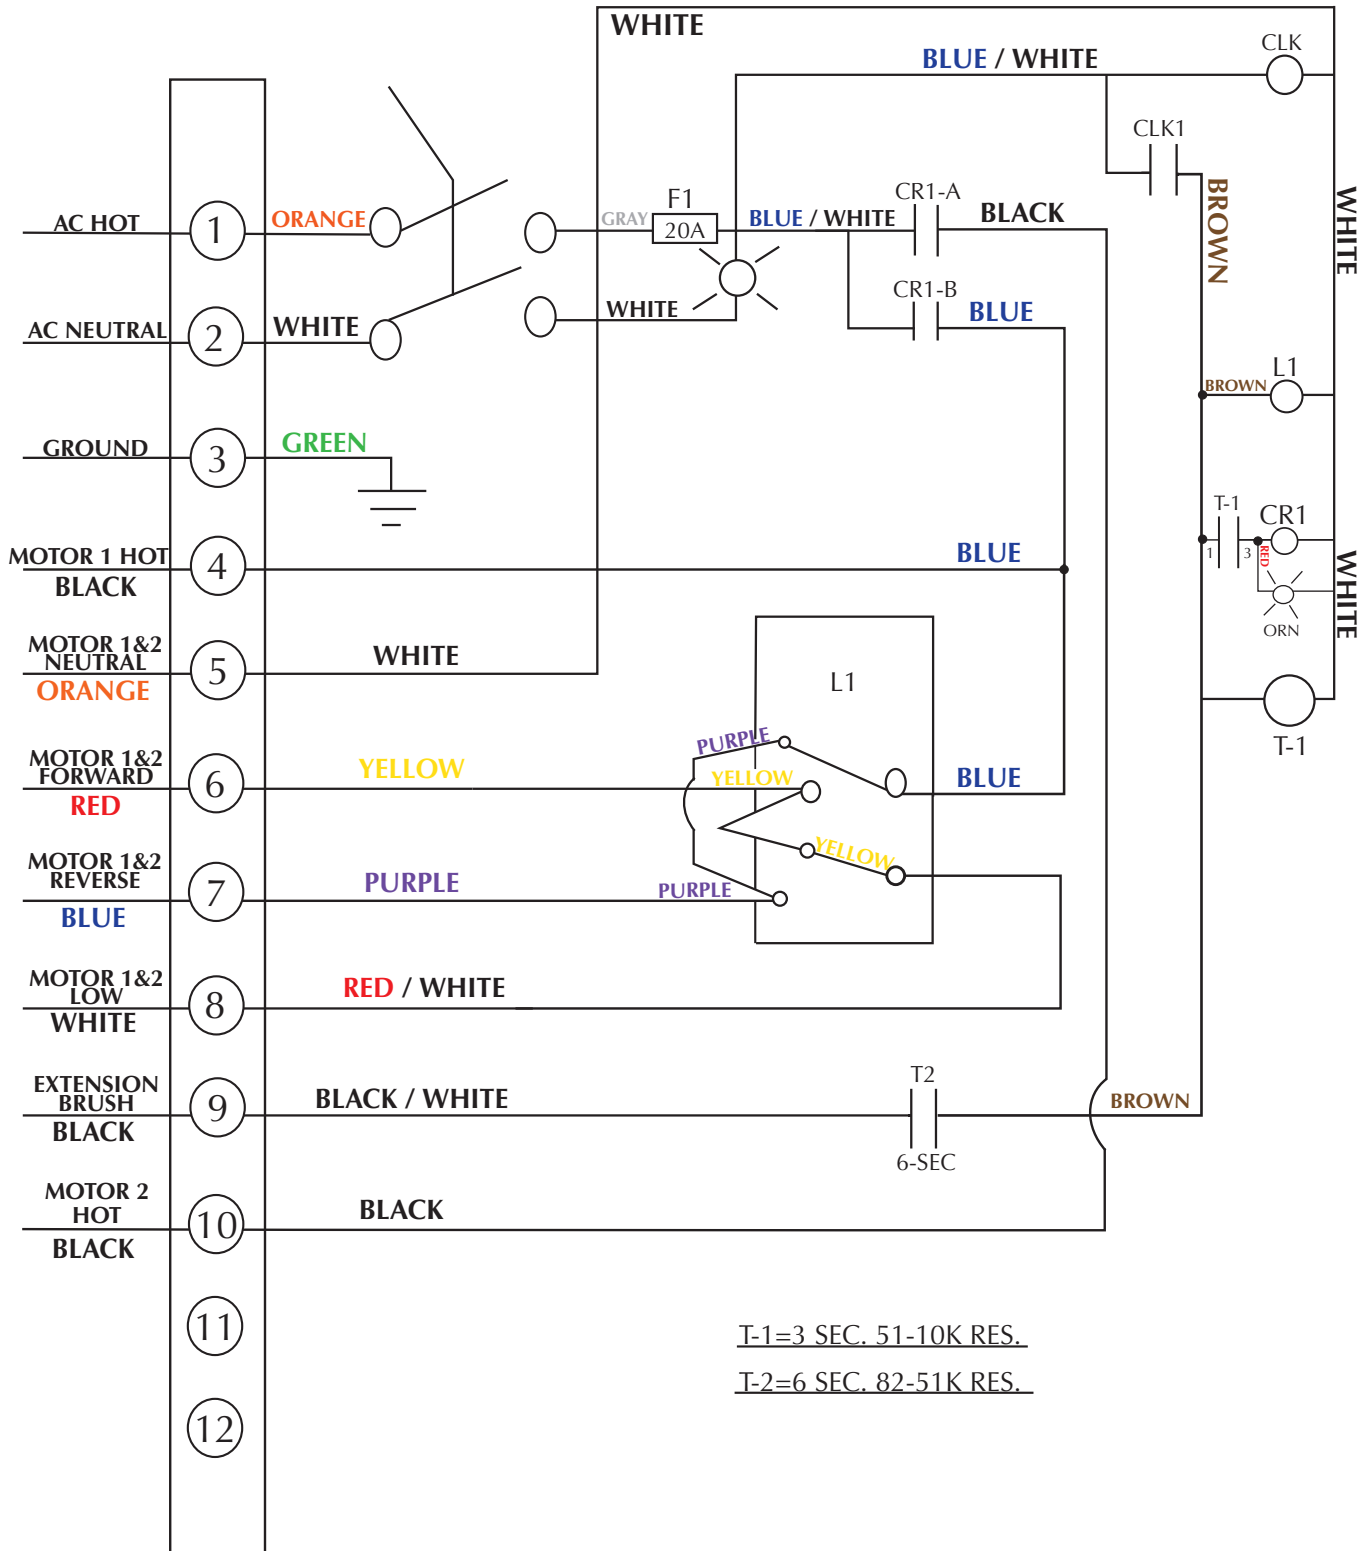 WHITE
CLK
BLUE / WHITE
CLK1
BROWN
WHITE
AC HOT
1
ORANGE
GRAY
F1
20A
BLUE / WHITE
CR1-A
BLACK
CR1-B
BLUE
AC NEUTRAL
2
WHITE
WHITE
BROWN
L1
GROUND
3
GREEN
T-1
1
3
RED
CR1
ORN
WHITE
MOTOR 1 HOT
BLACK
4
BLUE
MOTOR 1&2
NEUTRAL
ORANGE
5
WHITE
L1
T-1
MOTOR 1&2
FORWARD
RED
6
YELLOW
PURPLE
YELLOW
BLUE
YELLOW
MOTOR 1&2
REVERSE
BLUE
7
PURPLE
PURPLE
MOTOR 1&2
LOW
WHITE
8
RED / WHITE
EXTENSION
BRUSH
BLACK
9
BLACK / WHITE
T2
6-SEC
BROWN
MOTOR 2
HOT
BLACK
10
BLACK
11
12
T-1=3 SEC. 51-10K RES.
T-2=6 SEC. 82-51K RES.